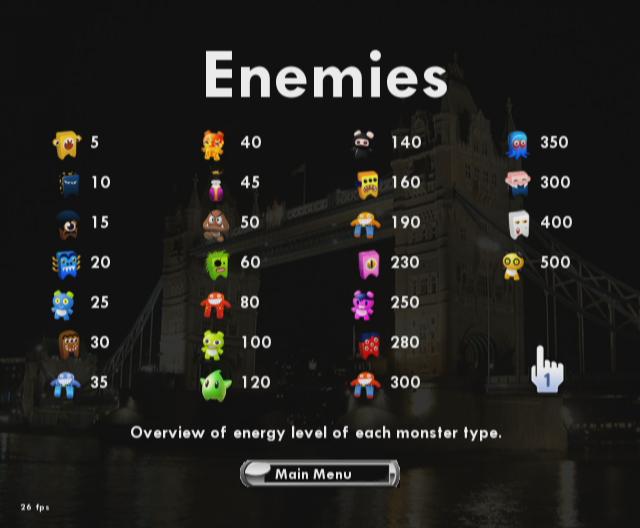 Enemies
5 40 140 350
10 45 160 300
15 50 190 400
20 60 230 500
25 80 250
30 100 280
35 120 300
1
Overview of energy level of each monster type.
Main Menu
26 fps